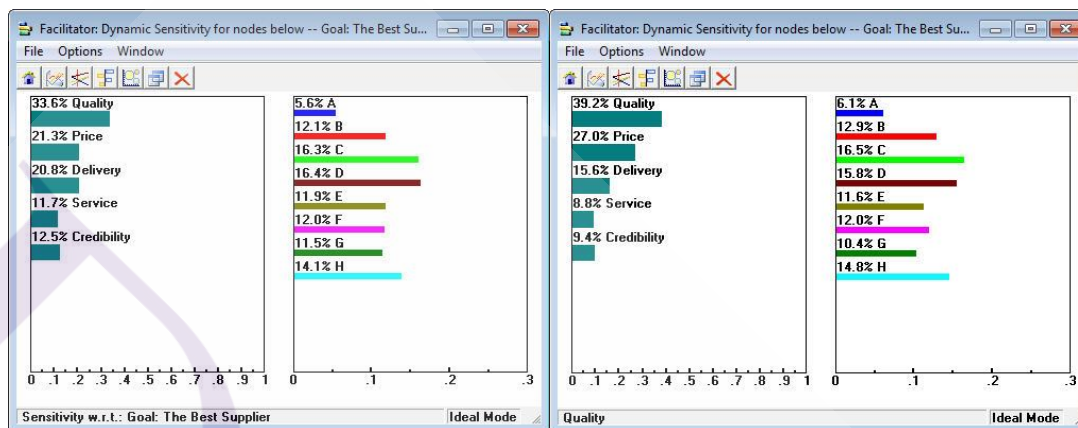 Facilitator: Dynamic Sensitivity for nodes below -- Goal: The Best Su...
File Options Window
33.6% Quality
21.3% Price
20.8% Delivery
11.7% Service
12.5% Credibility
0 .1 .2 .3 .4 .5 .6 .7 .8 .9 1
5.6% A
12.1% B
16.3% C
16.4% D
11.9% E
12.0% F
11.5% G
14.1% H
0 .1 .2 .3
Sensitivity w.r.t.: Goal: The Best Supplier Ideal Mode
Facilitator: Dynamic Sensitivity for nodes below -- Goal: The Best Su...
File Options Window
39.2% Quality
27.0% Price
15.6% Delivery
8.8% Service
9.4% Credibility
0 .1 .2 .3 .4 .5 .6 .7 .8 .9 1
6.1% A
12.9% B
16.5% C
15.8% D
11.6% E
12.0% F
10.4% G
14.8% H
0 .1 .2 .3
Quality Ideal Mode